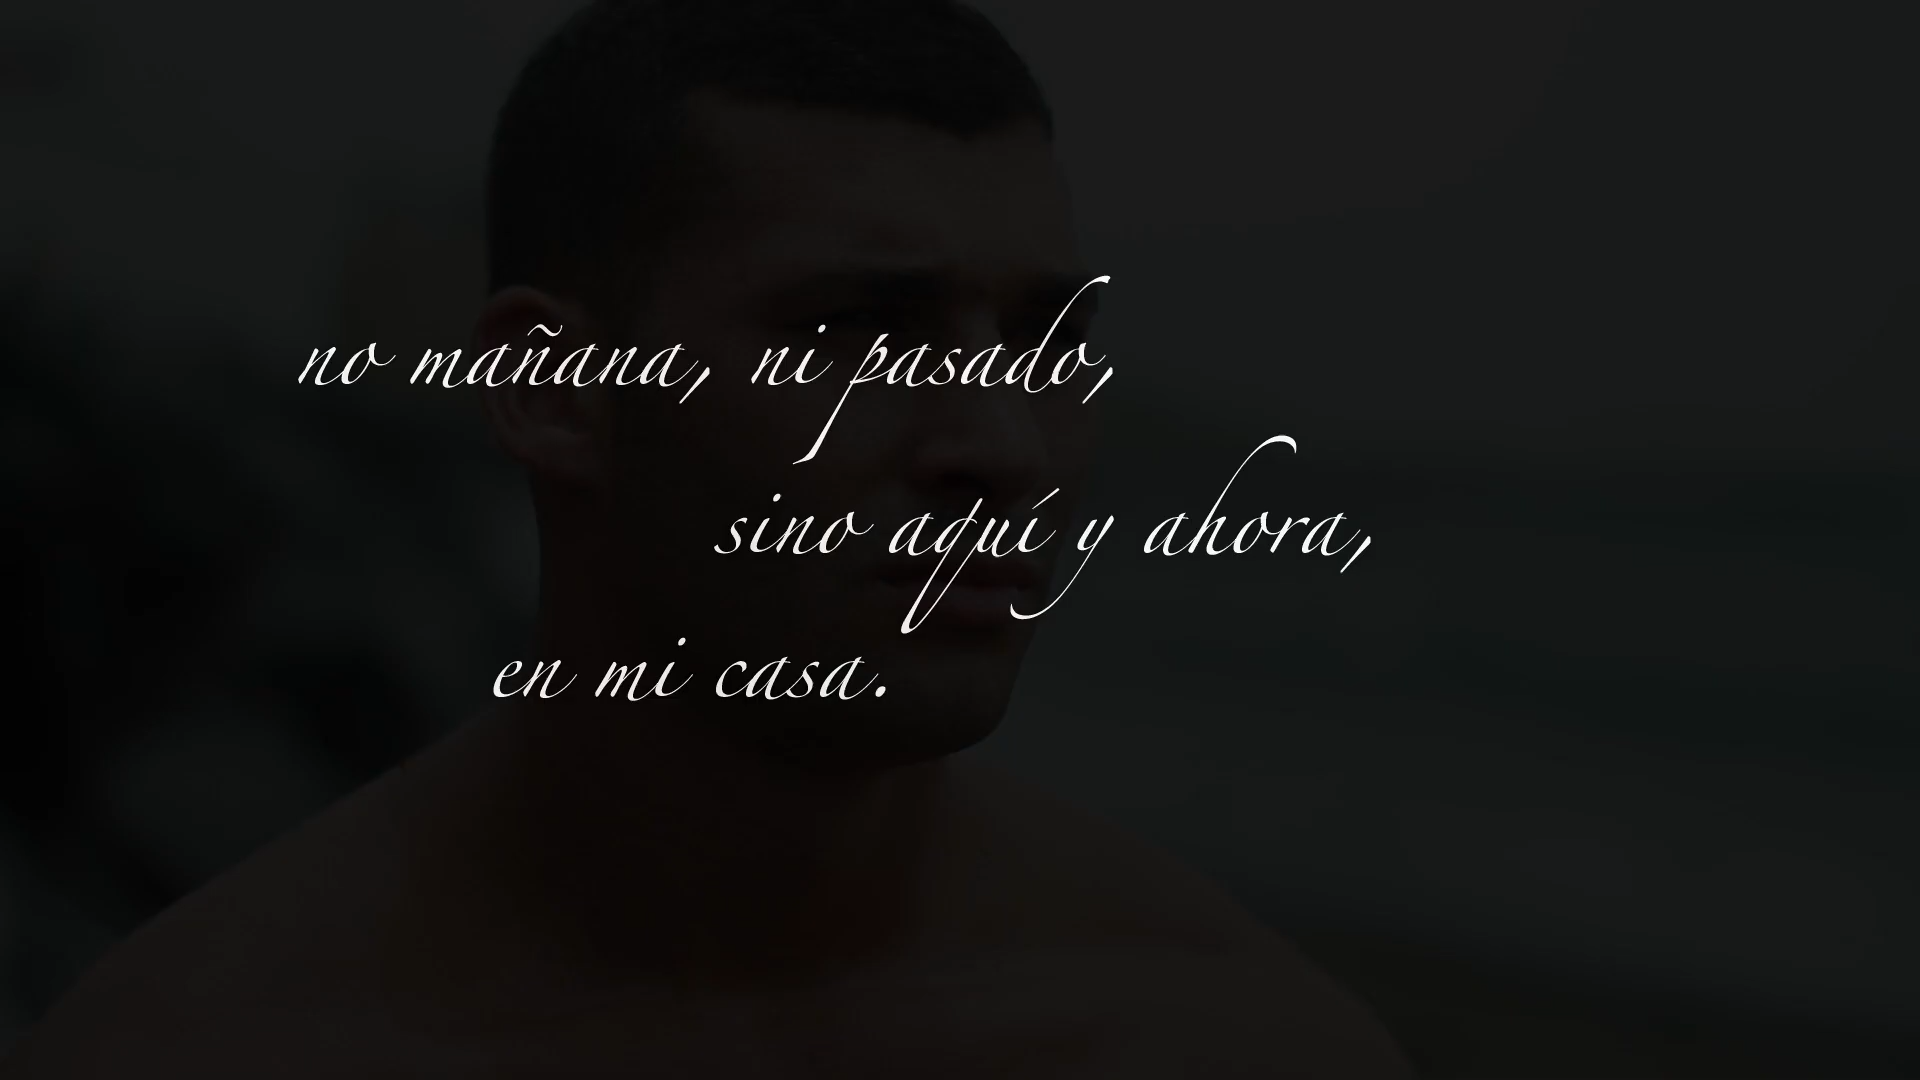 no mañana, ni pasado,
sino aquí y ahora,
en mi casa.